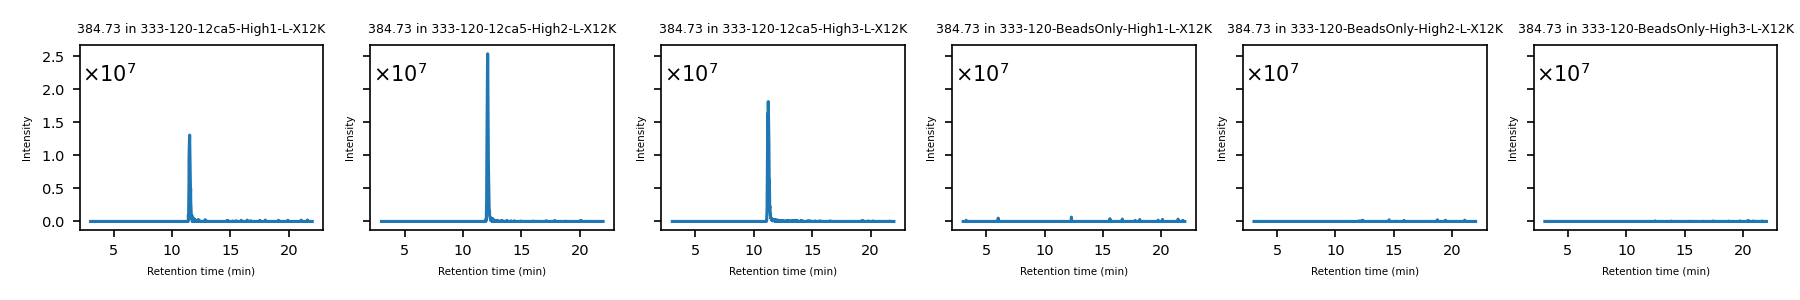 384.73 in 333-120-12ca5-High1-L-X12K
384.73 in 333-120-12ca5-High2-L-X12K
384.73 in 333-120-12ca5-High3-L-X12K
384.73 in 333-120-BeadsOnly-High1-L-X12K
384.73 in 333-120-BeadsOnly-High2-L-X12K
384.73 in 333-120-BeadsOnly-High3-L-X12K
×10⁷
×10⁷
×10⁷
×10⁷
×10⁷
×10⁷
2.5
2.0
1.5
1.0
0.5
0.0
Intensity
Intensity
Intensity
Intensity
Intensity
Intensity
5 10 15 20
5 10 15 20
5 10 15 20
5 10 15 20
5 10 15 20
5 10 15 20
Retention time (min)
Retention time (min)
Retention time (min)
Retention time (min)
Retention time (min)
Retention time (min)